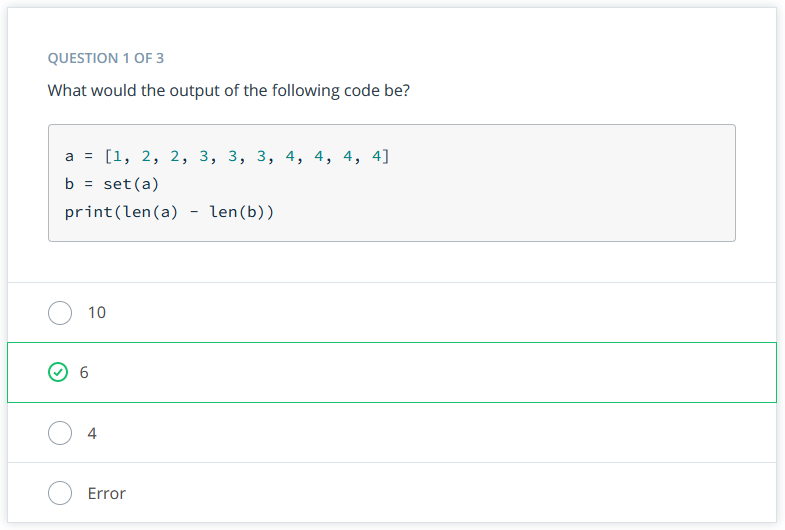 QUESTION 1 OF 3
What would the output of the following code be?
a = [1, 2, 2, 3, 3, 3, 4, 4, 4, 4]
b = set(a)
print(len(a) - len(b))
10
6
4
Error